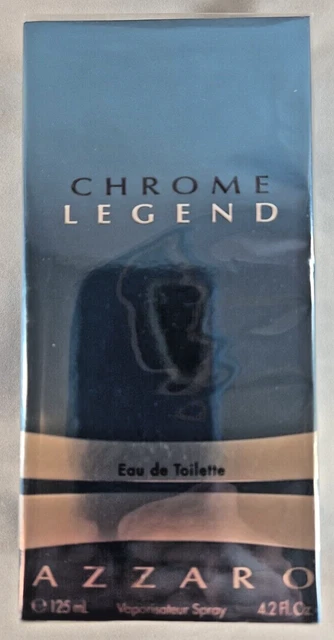 CHROME
LEGEND
Eau de Toilette
AZZARO
℮ 125 mL Vaporisateur Spray 4.2 Fl. Oz.